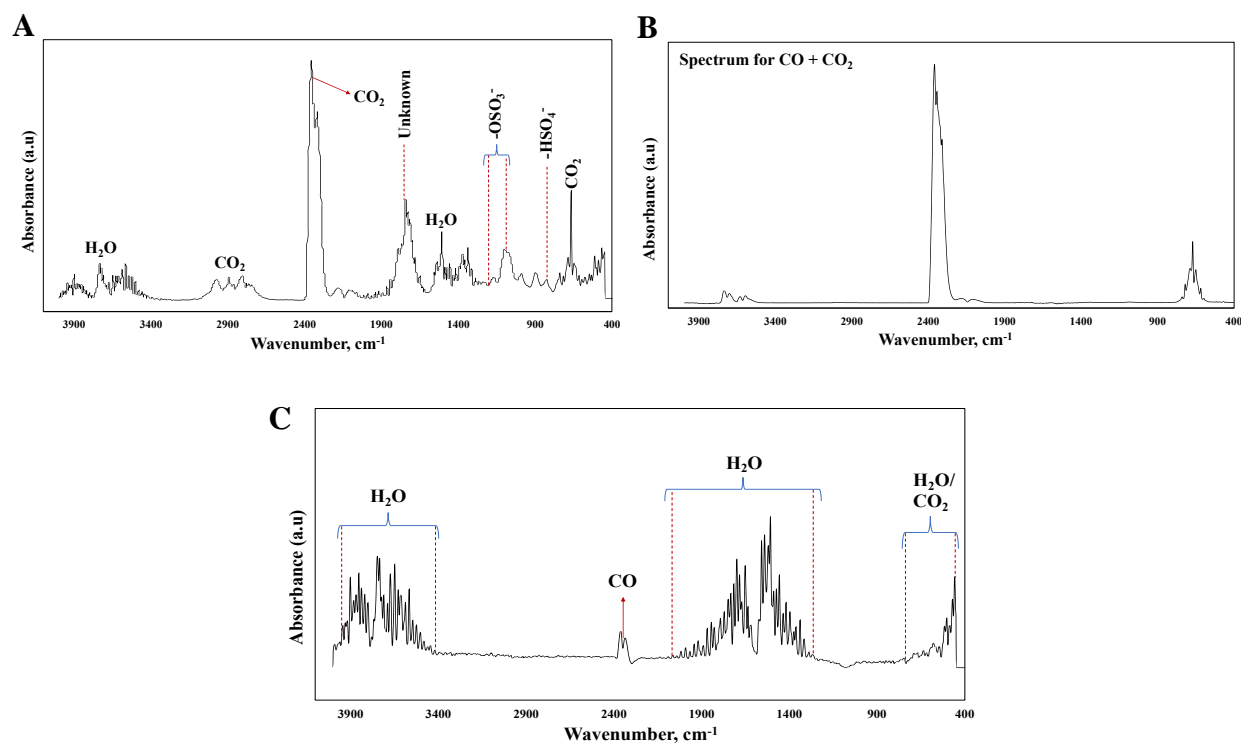 A
Absorbance (a.u)
H₂O
CO₂
CO₂
Unknown
H₂O
-OSO₃⁻
-HSO₄⁻
CO₂
3900 3400 2900 2400 1900 1400 900 400
Wavenumber, cm⁻¹
B
Spectrum for CO + CO₂
Absorbance (a.u)
3900 3400 2900 2400 1900 1400 900 400
Wavenumber, cm⁻¹
C
Absorbance (a.u)
H₂O
CO
H₂O
H₂O/
CO₂
3900 3400 2900 2400 1900 1400 900 400
Wavenumber, cm⁻¹